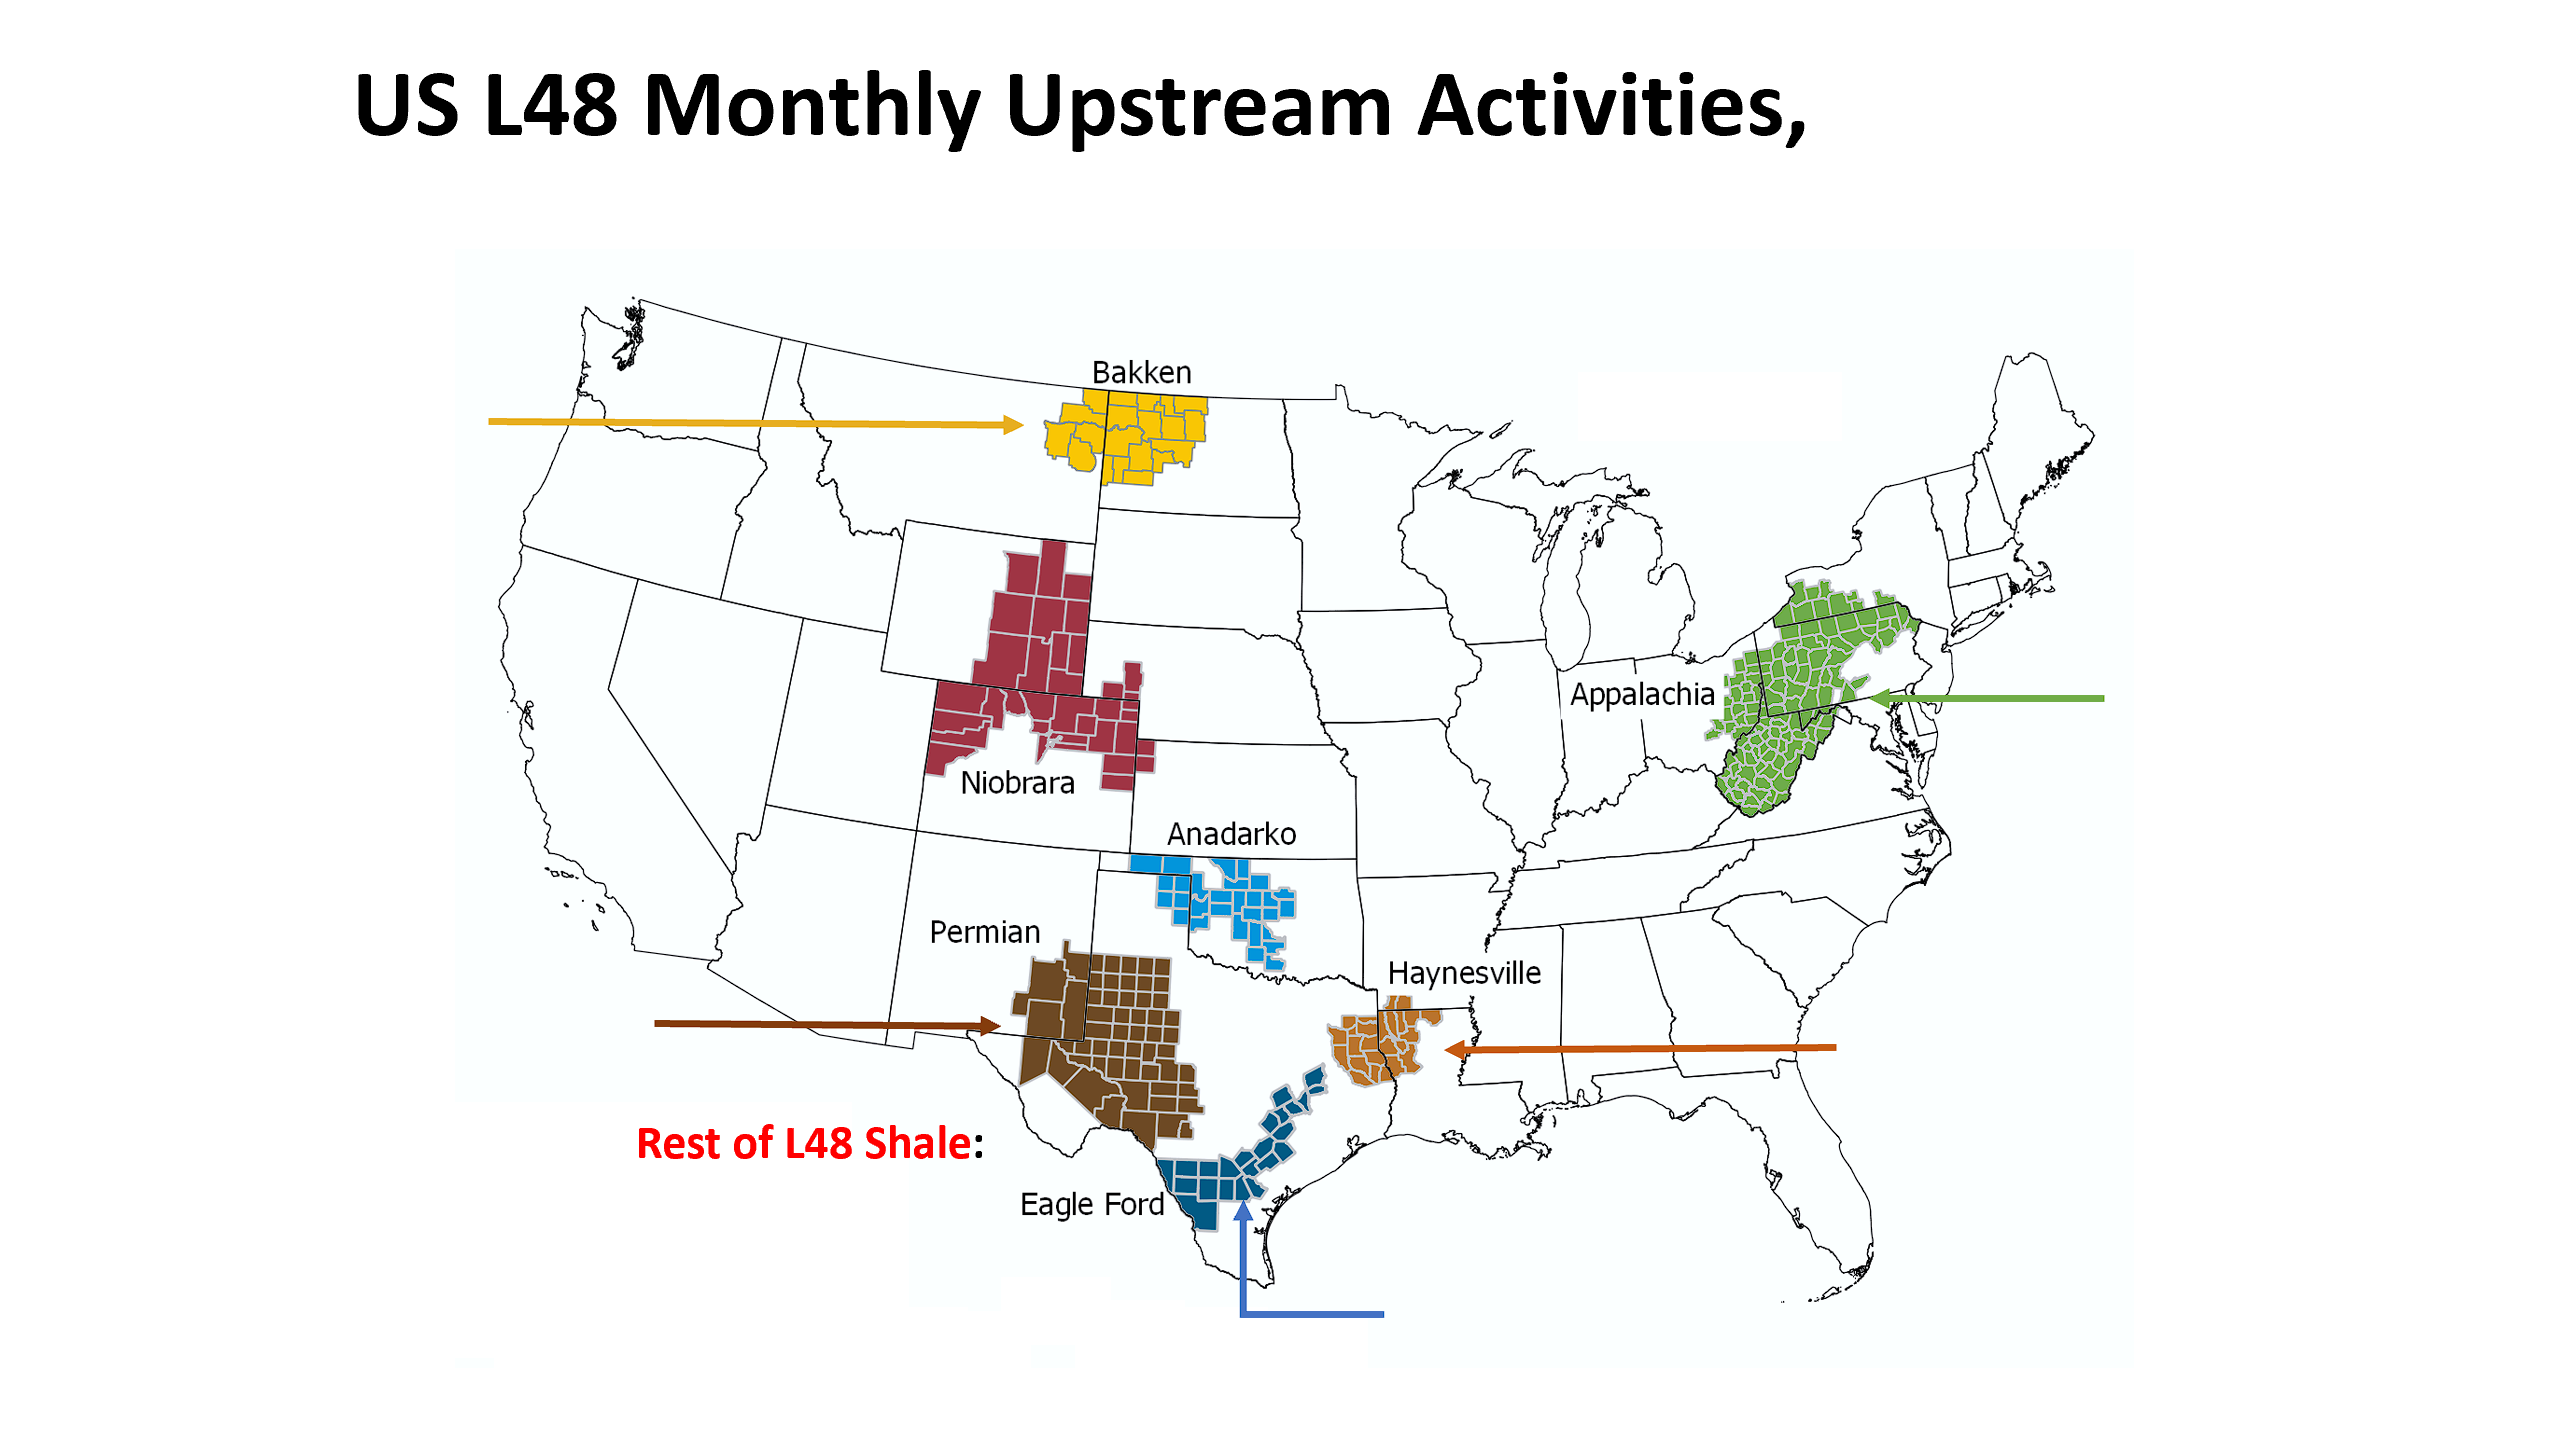 US L48 Monthly Upstream Activities,
Bakken
Appalachia
Niobrara
Anadarko
Permian
Haynesville
Rest of L48 Shale:
Eagle Ford